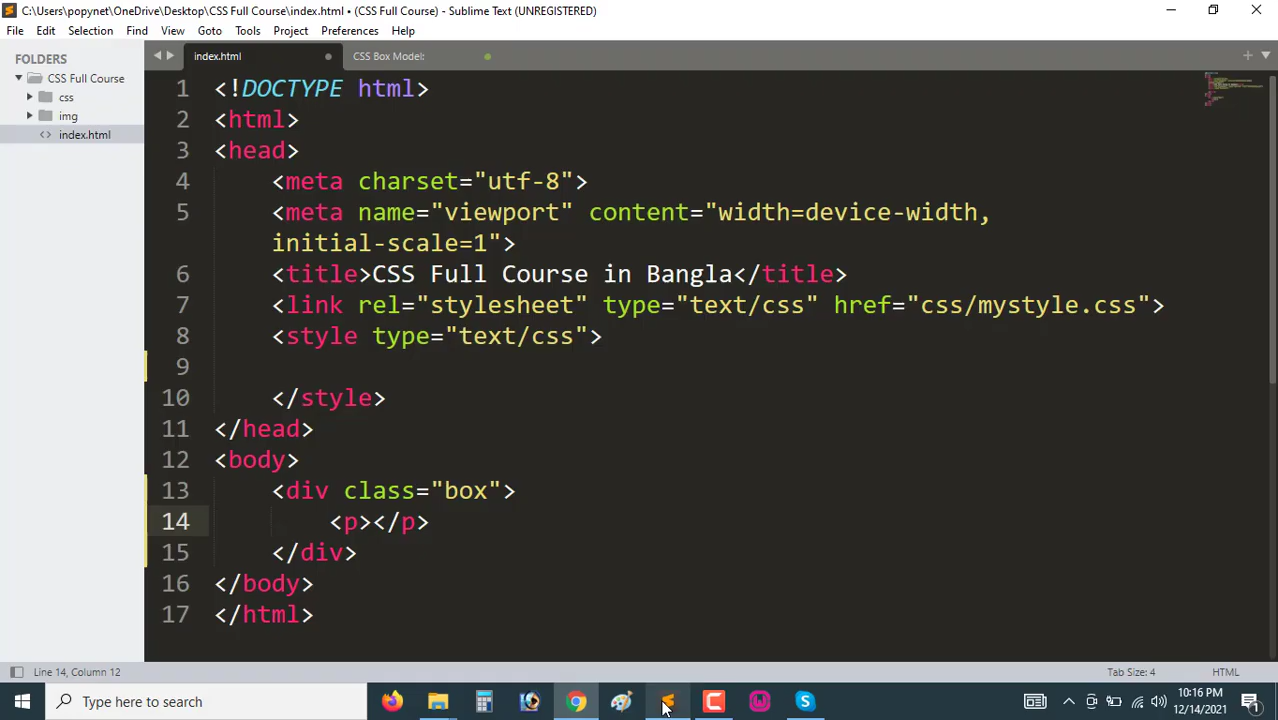 C:\Users\popynet\OneDrive\Desktop\CSS Full Course\index.html • (CSS Full Course) - Sublime Text (UNREGISTERED)
File Edit Selection Find View Goto Tools Project Preferences Help
FOLDERS
CSS Full Course
css
img
<> index.html
index.html
CSS Box Model:
1 <!DOCTYPE html>
2 <html>
3 <head>
4 <meta charset="utf-8">
5 <meta name="viewport" content="width=device-width,
initial-scale=1">
6 <title>CSS Full Course in Bangla</title>
7 <link rel="stylesheet" type="text/css" href="css/mystyle.css">
8 <style type="text/css">
9
10 </style>
11 </head>
12 <body>
13 <div class="box">
14 <p></p>
15 </div>
16 </body>
17 </html>
Line 14, Column 12
Tab Size: 4
HTML
Type here to search
10:16 PM
12/14/2021
1